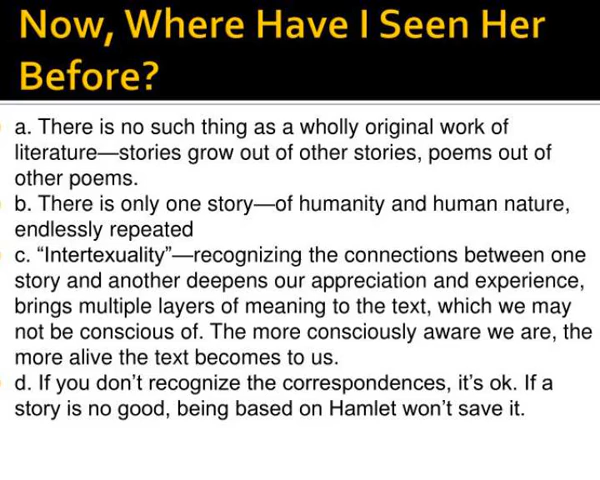 Now, Where Have I Seen Her
Before?
a. There is no such thing as a wholly original work of
literature—stories grow out of other stories, poems out of
other poems.
b. There is only one story—of humanity and human nature,
endlessly repeated
c. “Intertexuality”—recognizing the connections between one
story and another deepens our appreciation and experience,
brings multiple layers of meaning to the text, which we may
not be conscious of. The more consciously aware we are, the
more alive the text becomes to us.
d. If you don’t recognize the correspondences, it’s ok. If a
story is no good, being based on Hamlet won’t save it.